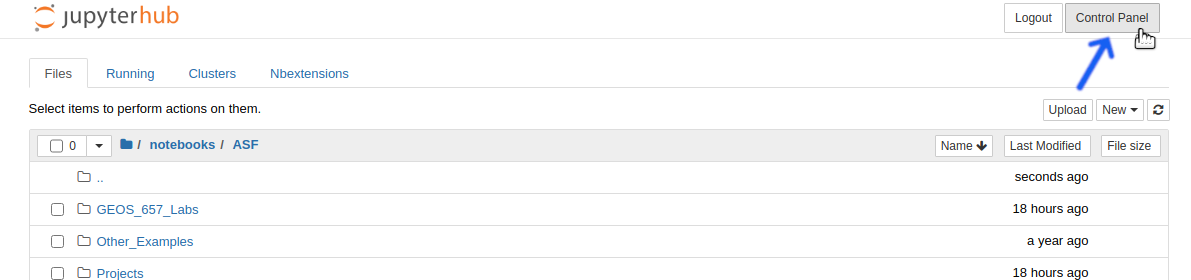 jupyterhub
Logout Control Panel
Files Running Clusters Nbextensions
Select items to perform actions on them.
Upload New
0 / notebooks / ASF Name Last Modified File size
.. seconds ago
GEOS_657_Labs 18 hours ago
Other_Examples a year ago
Projects 18 hours ago